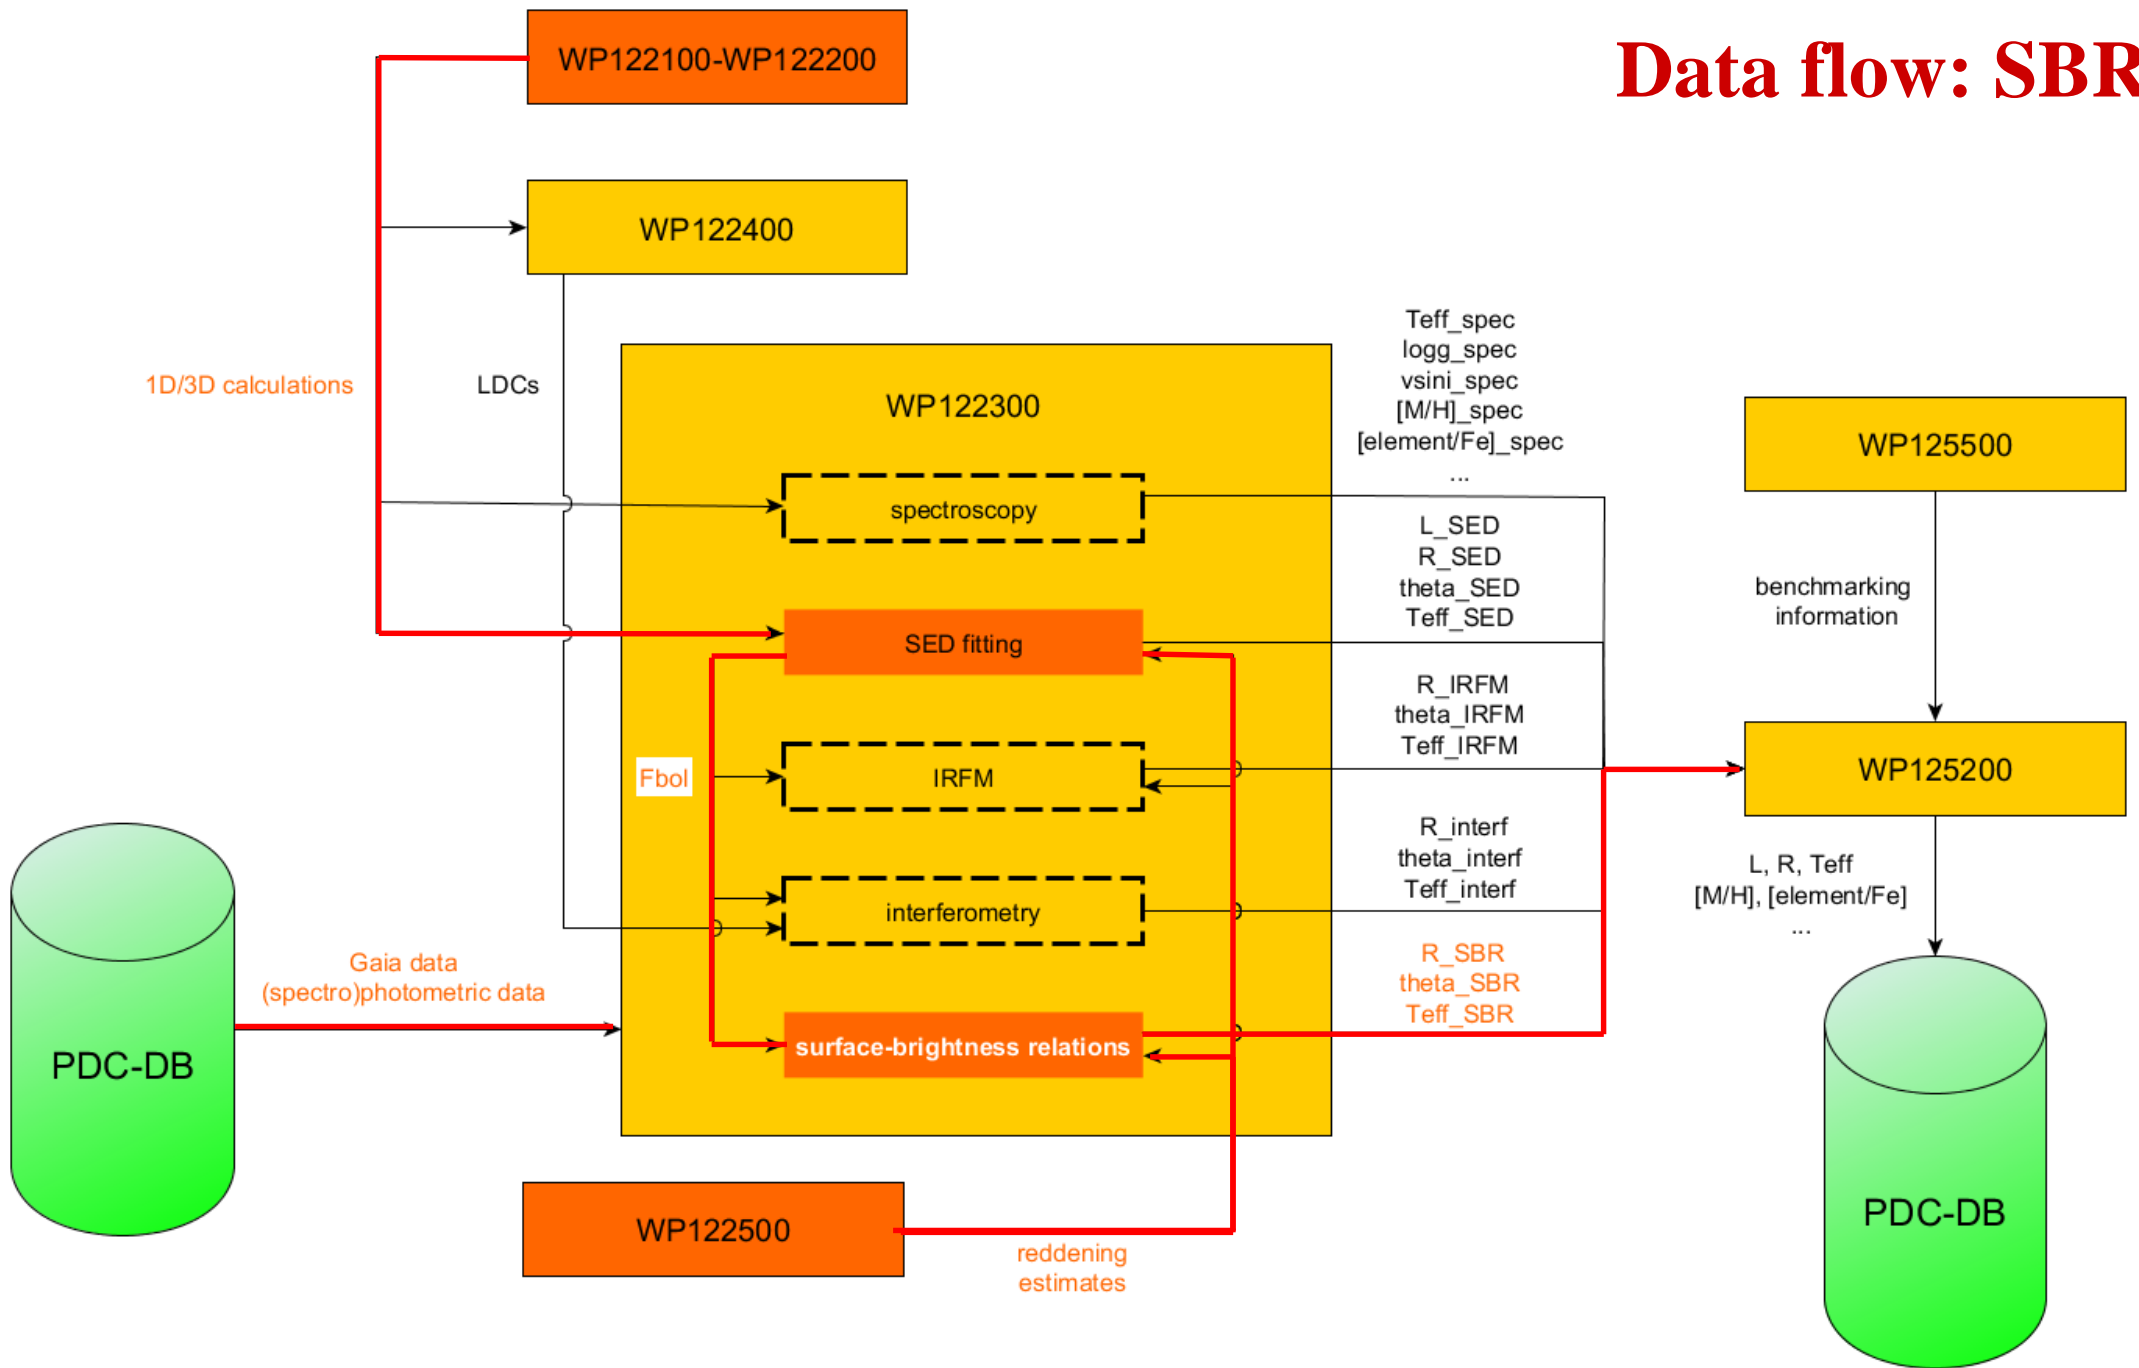 Data flow: SBR
WP122100-WP122200
WP122400
1D/3D calculations
LDCs
WP122300
spectroscopy
SED fitting
Fbol
IRFM
interferometry
surface-brightness relations
Teff_spec
logg_spec
vsini_spec
[M/H]_spec
[element/Fe]_spec
...
L_SED
R_SED
theta_SED
Teff_SED
R_IRFM
theta_IRFM
Teff_IRFM
R_interf
theta_interf
Teff_interf
R_SBR
theta_SBR
Teff_SBR
WP125500
benchmarking
information
WP125200
L, R, Teff
[M/H], [element/Fe]
...
PDC-DB
Gaia data
(spectro)photometric data
PDC-DB
WP122500
reddening
estimates